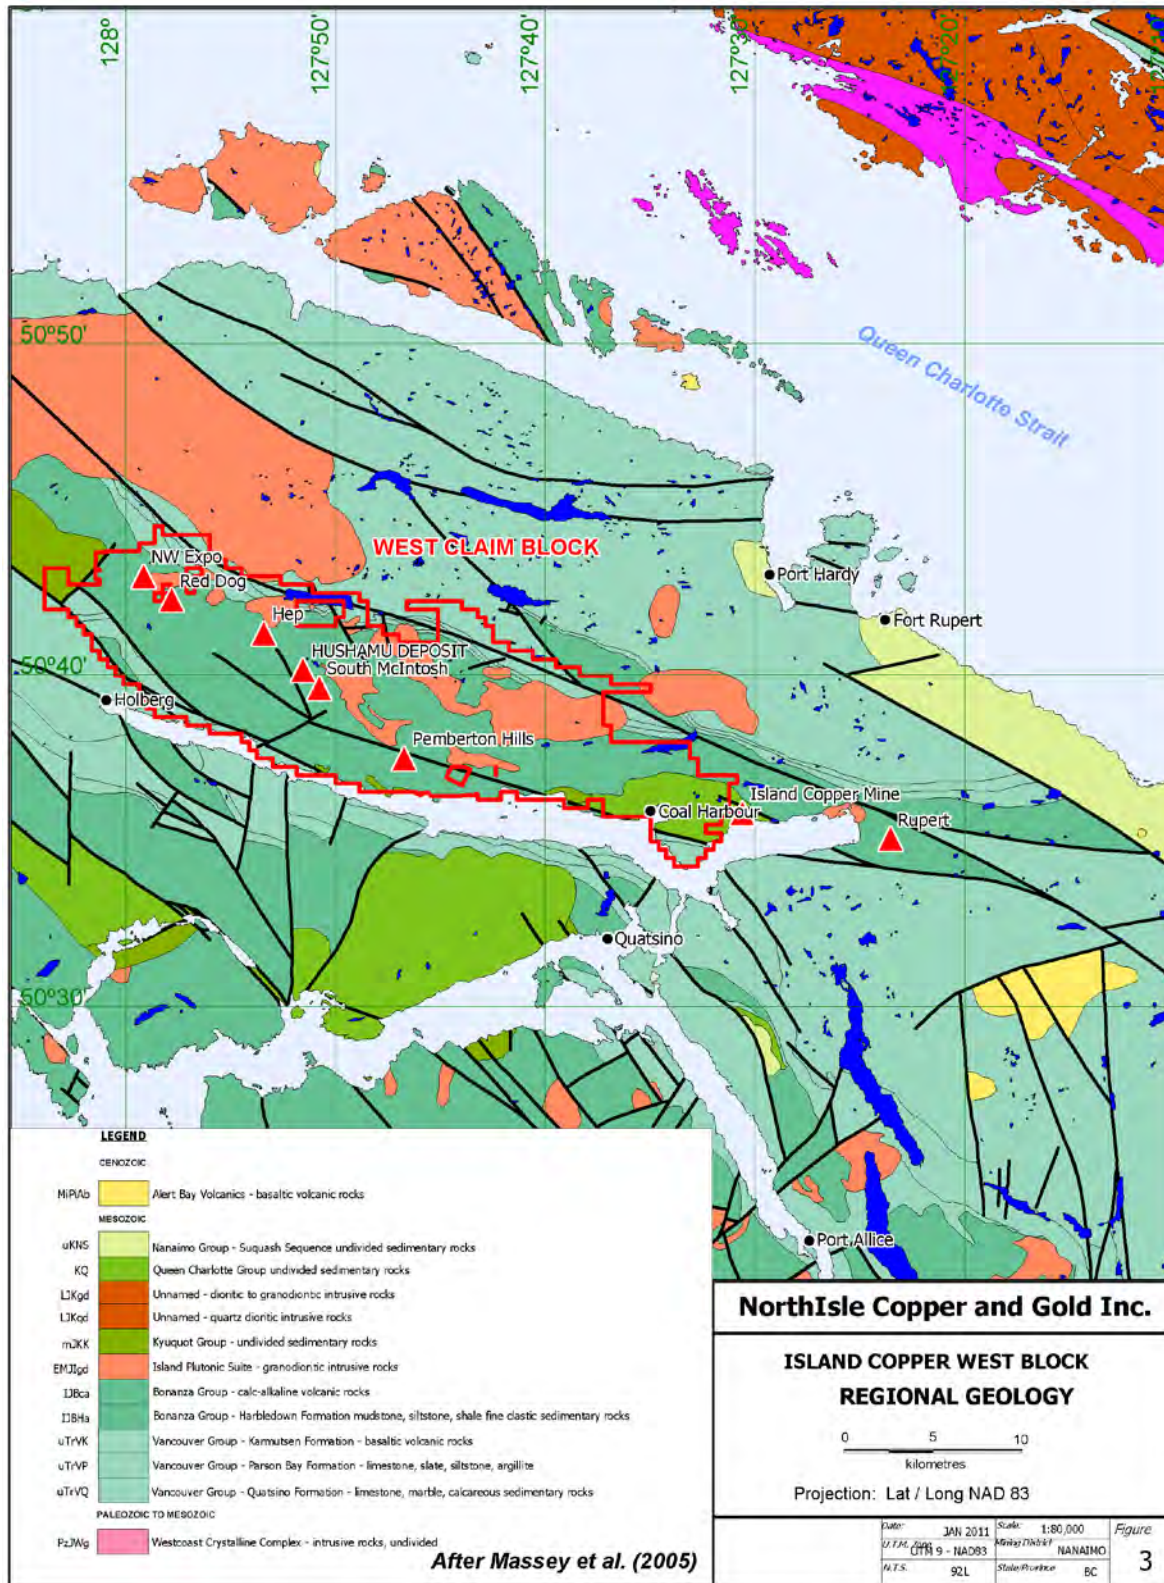 128°
127°50'
127°40'
127°30'
127°20'
50°50'
Queen Charlotte Strait
WEST CLAIM BLOCK
NW Expo
Red Dog
Port Hardy
Hep
Fort Rupert
HUSHAMU DEPOSIT
50°40'
South McIntosh
Holberg
Pemberton Hills
Island Copper Mine
Coal Harbour
Rupert
Quatsino
50°30'
Port Allice
LEGEND
CENOZOIC
MiPiAb Alert Bay Volcanics - basaltic volcanic rocks
MESOZOIC
uKNS Nanaimo Group - Suquash Sequence undivided sedimentary rocks
KQ Queen Charlotte Group undivided sedimentary rocks
LJKgd Unnamed - dioritic to granodioritic intrusive rocks
LJKqd Unnamed - quartz dioritic intrusive rocks
mJKK Kyuquot Group - undivided sedimentary rocks
EMJIgd Island Plutonic Suite - granodioritic intrusive rocks
lJBca Bonanza Group - calc-alkaline volcanic rocks
lJBHa Bonanza Group - Harbledown Formation mudstone, siltstone, shale fine clastic sedimentary rocks
uTrVK Vancouver Group - Karmutsen Formation - basaltic volcanic rocks
uTrVP Vancouver Group - Parson Bay Formation - limestone, slate, siltstone, argillite
uTrVQ Vancouver Group - Quatsino Formation - limestone, marble, calcareous sedimentary rocks
PALEOZOIC TO MESOZOIC
PzJWg Westcoast Crystalline Complex - intrusive rocks, undivided
After Massey et al. (2005)
NorthIsle Copper and Gold Inc.
ISLAND COPPER WEST BLOCK
REGIONAL GEOLOGY
0 5 10
kilometres
Projection: Lat / Long NAD 83
Date: JAN 2011 Scale: 1:80,000 Figure
U.T.M. Zone UTM 9 - NAD83 Mining District NANAIMO 3
N.T.S. 92L State/Province BC